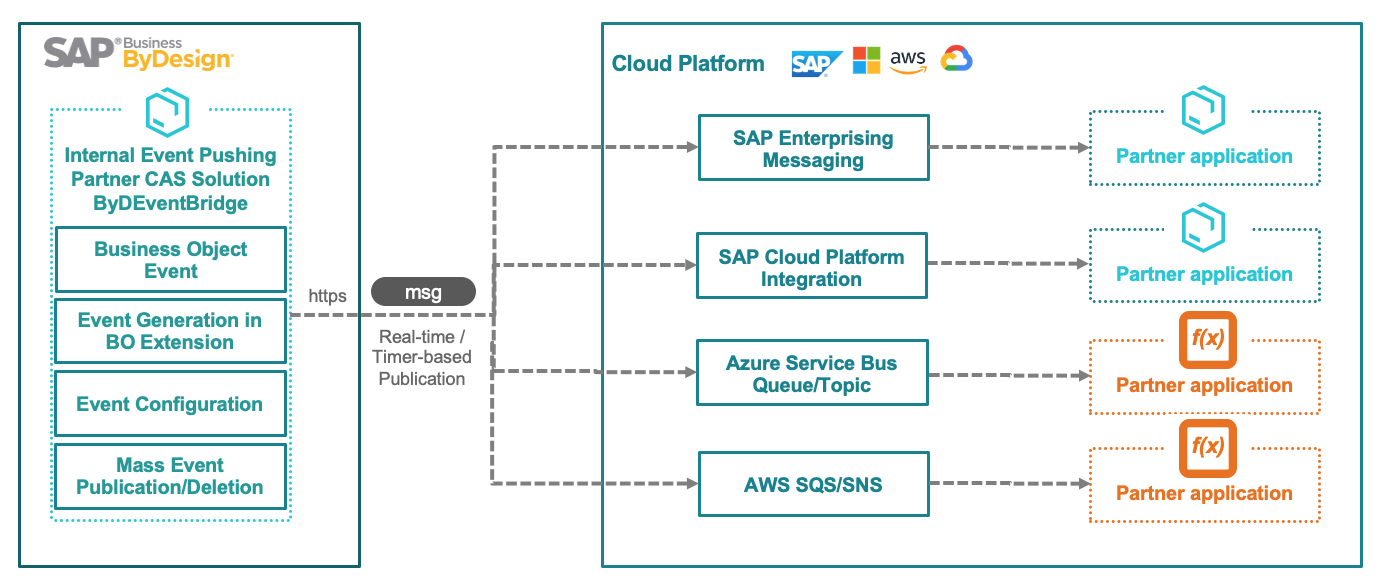 SAP® Business
ByDesign
Internal Event Pushing
Partner CAS Solution
ByDEventBridge
Business Object
Event
Event Generation in
BO Extension
Event Configuration
Mass Event
Publication/Deletion
https
msg
Real-time /
Timer-based
Publication
Cloud Platform
SAP
aws
SAP Enterprising
Messaging
Partner application
SAP Cloud Platform
Integration
Partner application
Azure Service Bus
Queue/Topic
f(x)
Partner application
AWS SQS/SNS
f(x)
Partner application